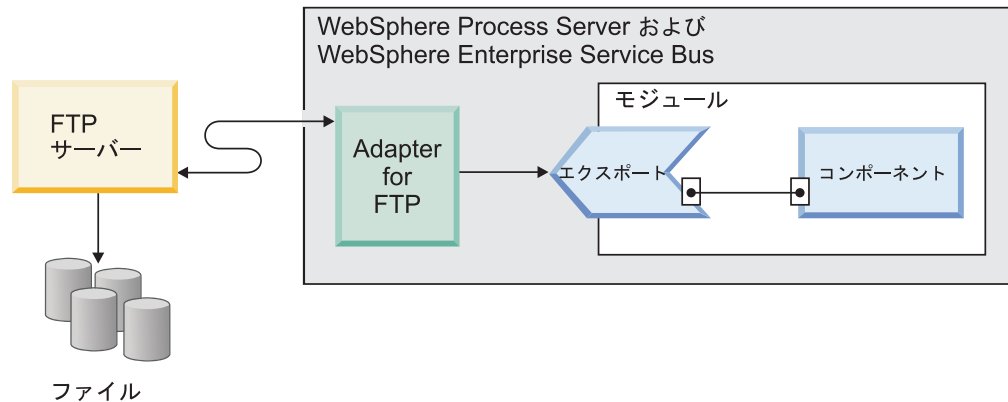 WebSphere Process Server および
WebSphere Enterprise Service Bus
モジュール
FTP
サーバー
Adapter
for
FTP
エクスポート
コンポーネント
ファイル